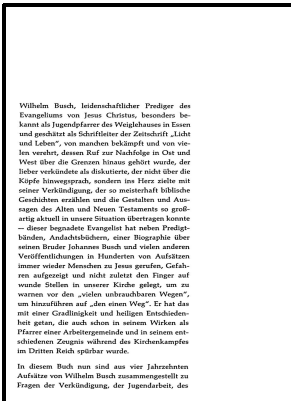 Wilhelm Busch, leidenschaftlicher Prediger des
Evangeliums von Jesus Christus, besonders be-
kannt als Jugendpfarrer des Weiglehauses in Essen
und geschätzt als Schriftleiter der Zeitschrift „Licht
und Leben“, von manchen bekämpft und von vie-
len verehrt, dessen Ruf zur Nachfolge in Ost und
West über die Grenzen hinaus gehört wurde, der
lieber verkündete als diskutierte, der nicht über die
Köpfe hinwegsprach, sondern ins Herz zielte mit
seiner Verkündigung, der so meisterhaft biblische
Geschichten erzählen und die Gestalten und Aus-
sagen des Alten und Neuen Testaments so groß-
artig aktuell in unsere Situation übertragen konnte
— dieser begnadete Evangelist hat neben Predigt-
bänden, Andachtsbüchern, einer Biographie über
seinen Bruder Johannes Busch und vielen anderen
Veröffentlichungen in Hunderten von Aufsätzen
immer wieder Menschen zu Jesus gerufen, Gefah-
ren aufgezeigt und nicht zuletzt den Finger auf
wunde Stellen in unserer Kirche gelegt, um zu
warnen vor den „vielen unbrauchbaren Wegen“,
um hinzuführen auf „den einen Weg“. Er hat das
mit einer Gradlinigkeit und heiligen Entschieden-
heit getan, die auch schon in seinem Wirken als
Pfarrer einer Arbeitergemeinde und in seinem ent-
schiedenen Zeugnis während des Kirchenkampfes
im Dritten Reich spürbar wurde.
In diesem Buch nun sind aus vier Jahrzehnten
Aufsätze von Wilhelm Busch zusammengestellt zu
Fragen der Verkündigung, der Jugendarbeit, des